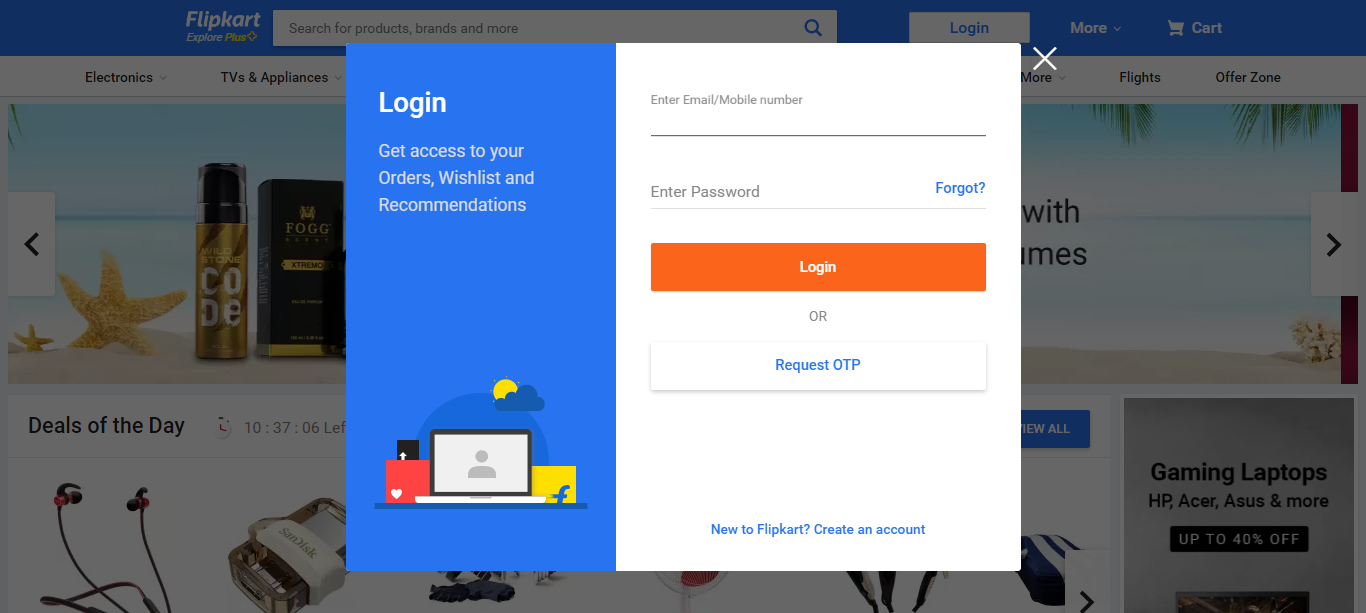 Flipkart
Explore Plus
Search for products, brands and more
Login
More
Cart
Electronics
TVs & Appliances
More
Flights
Offer Zone
Login
Get access to your
Orders, Wishlist and
Recommendations
Enter Email/Mobile number
Enter Password
Forgot?
Login
OR
Request OTP
New to Flipkart? Create an account
WILD
STONE
CODE
FOGG
SCENT
XTREMO
with
umes
Deals of the Day
10 : 37 : 06 Lef
VIEW ALL
SanDisk
Gaming Laptops
HP, Acer, Asus & more
UP TO 40% OFF